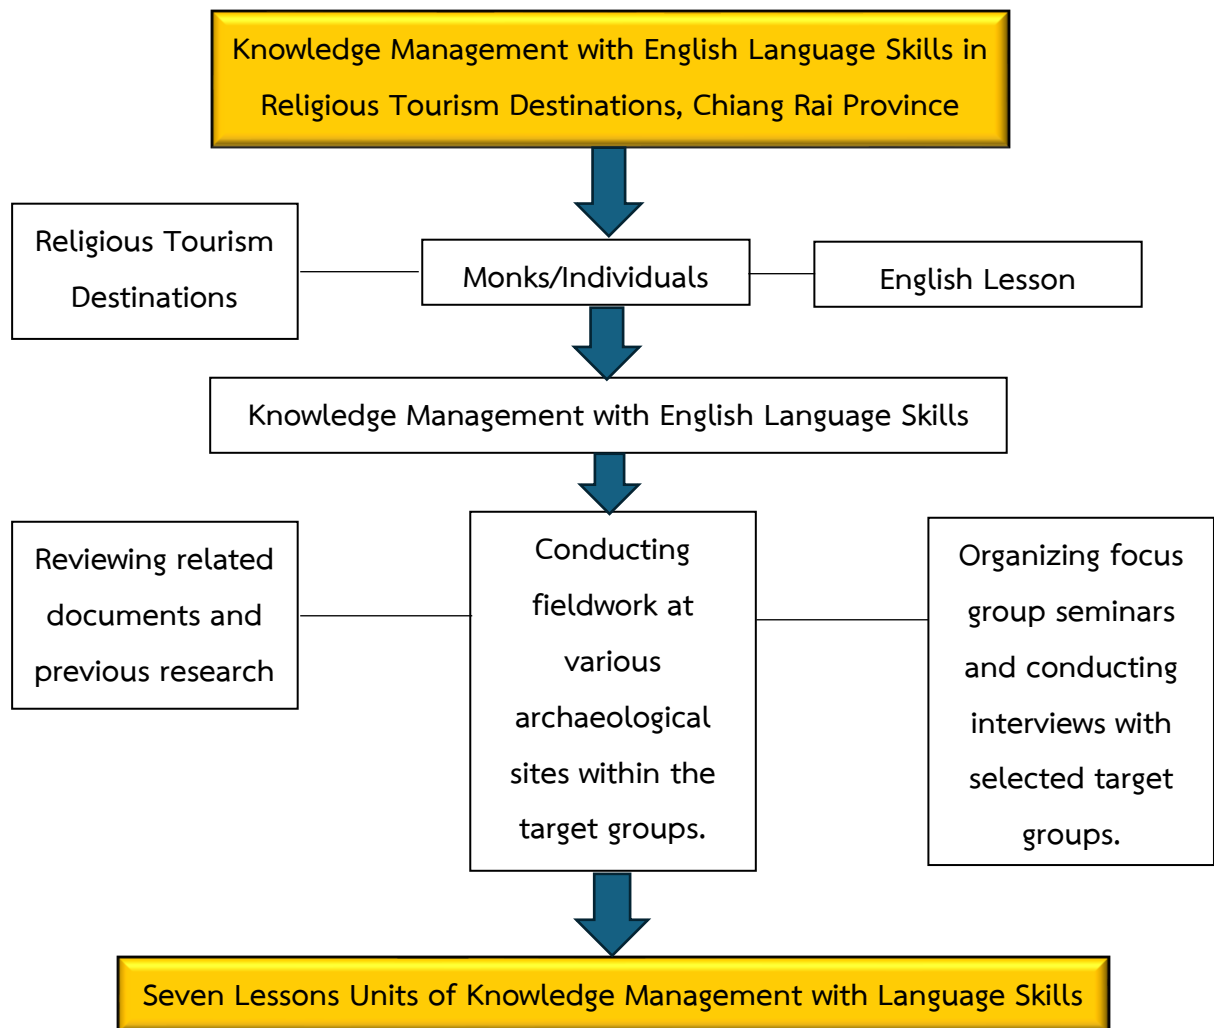 Knowledge Management with English Language Skills in
Religious Tourism Destinations, Chiang Rai Province
Religious Tourism
Destinations
Monks/Individuals
English Lesson
Knowledge Management with English Language Skills
Reviewing related
documents and
previous research
Conducting
fieldwork at
various
archaeological
sites within the
target groups.
Organizing focus
group seminars
and conducting
interviews with
selected target
groups.
Seven Lessons Units of Knowledge Management with Language Skills